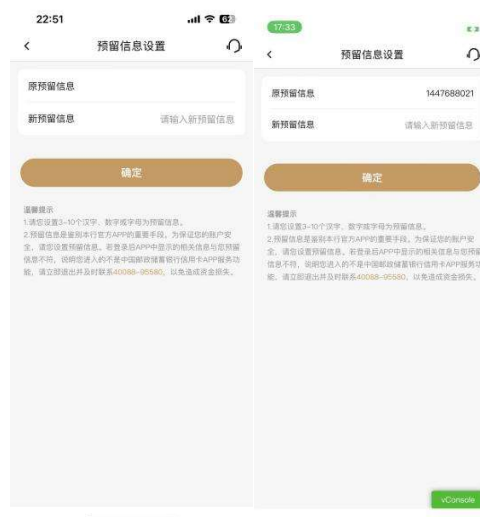 22:51
预留信息设置
原预留信息
新预留信息 请输入新预留信息
确定
温馨提示
1.请您设置3-10个汉字、数字或字母为预留信息。
2.预留信息是鉴别本行官方APP的重要手段，为保证您的账户安
全，请您设置预留信息。若登录后APP中显示的相关信息与您预留
信息不符，说明您进入的不是中国邮政储蓄银行信用卡APP服务功
能，请立即退出并及时联系40088-95580，以免造成资金损失。
17:33
预留信息设置
原预留信息 1447688021
新预留信息 请输入新预留信息
确定
温馨提示
1.请您设置3-10个汉字、数字或字母为预留信息。
2.预留信息是鉴别本行官方APP的重要手段，为保证您的账户安
全，请您设置预留信息。若登录后APP中显示的相关信息与您预留
信息不符，说明您进入的不是中国邮政储蓄银行信用卡APP服务功
能，请立即退出并及时联系40088-95580，以免造成资金损失。
vConsole